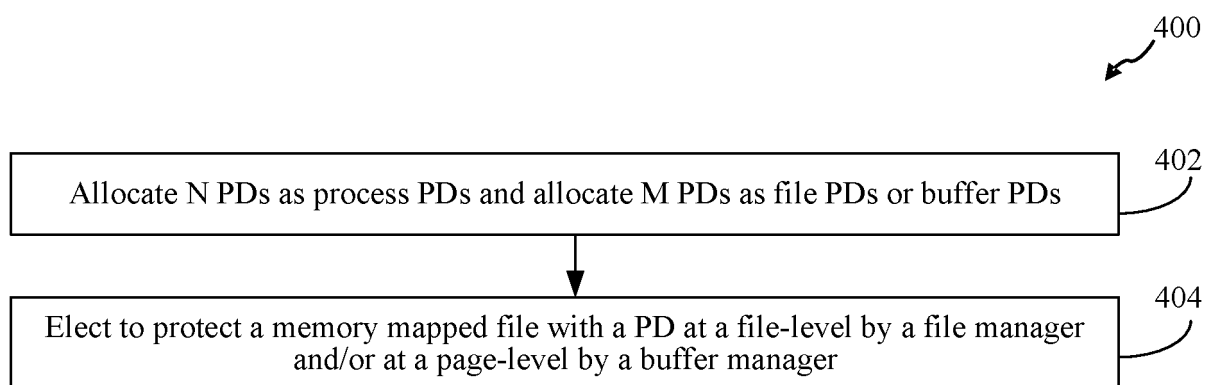 400
402
Allocate N PDs as process PDs and allocate M PDs as file PDs or buffer PDs
404
Elect to protect a memory mapped file with a PD at a file-level by a file manager
and/or at a page-level by a buffer manager